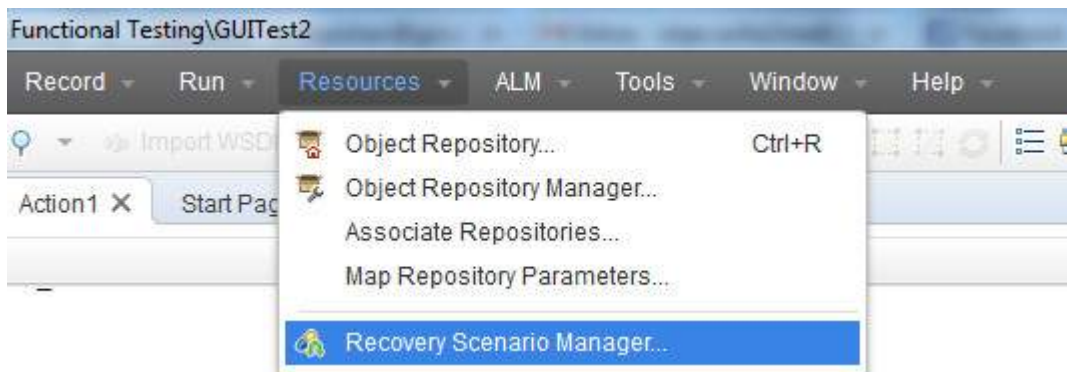 Functional Testing\GUITest2
Record Run Resources ALM Tools Window Help
Import WSD
Object Repository... Ctrl+R
Object Repository Manager...
Action1 Start Pag
Associate Repositories...
Map Repository Parameters...
Recovery Scenario Manager...